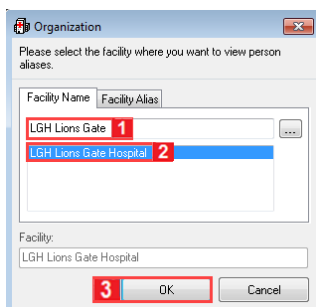 Organization
Please select the facility where you want to view person
aliases.
Facility Name Facility Alias
LGH Lions Gate 1 ...
LGH Lions Gate Hospital 2
Facility:
LGH Lions Gate Hospital
3 OK Cancel